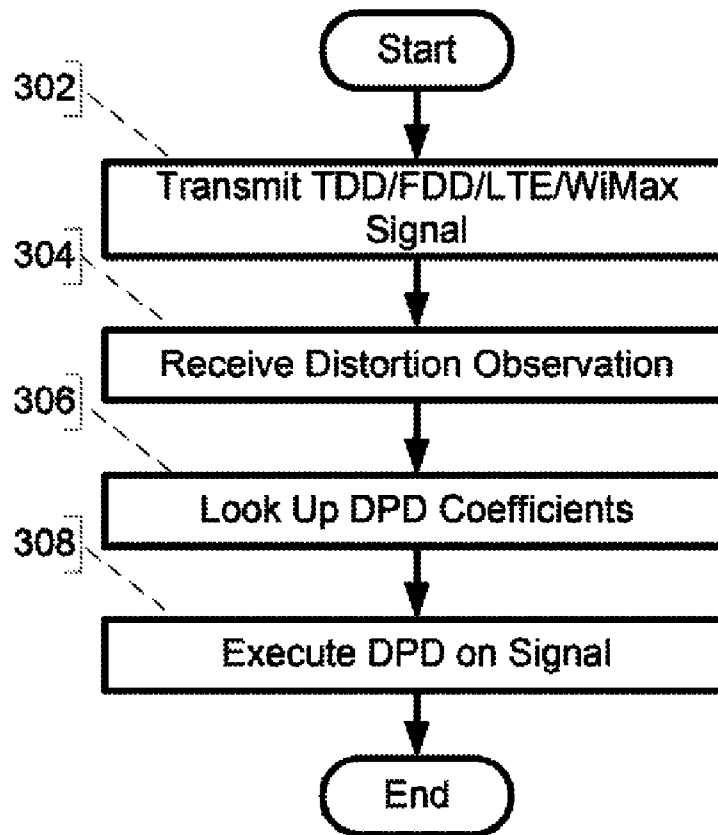 Start
302
Transmit TDD/FDD/LTE/WiMax
Signal
304
Receive Distortion Observation
306
Look Up DPD Coefficients
308
Execute DPD on Signal
End